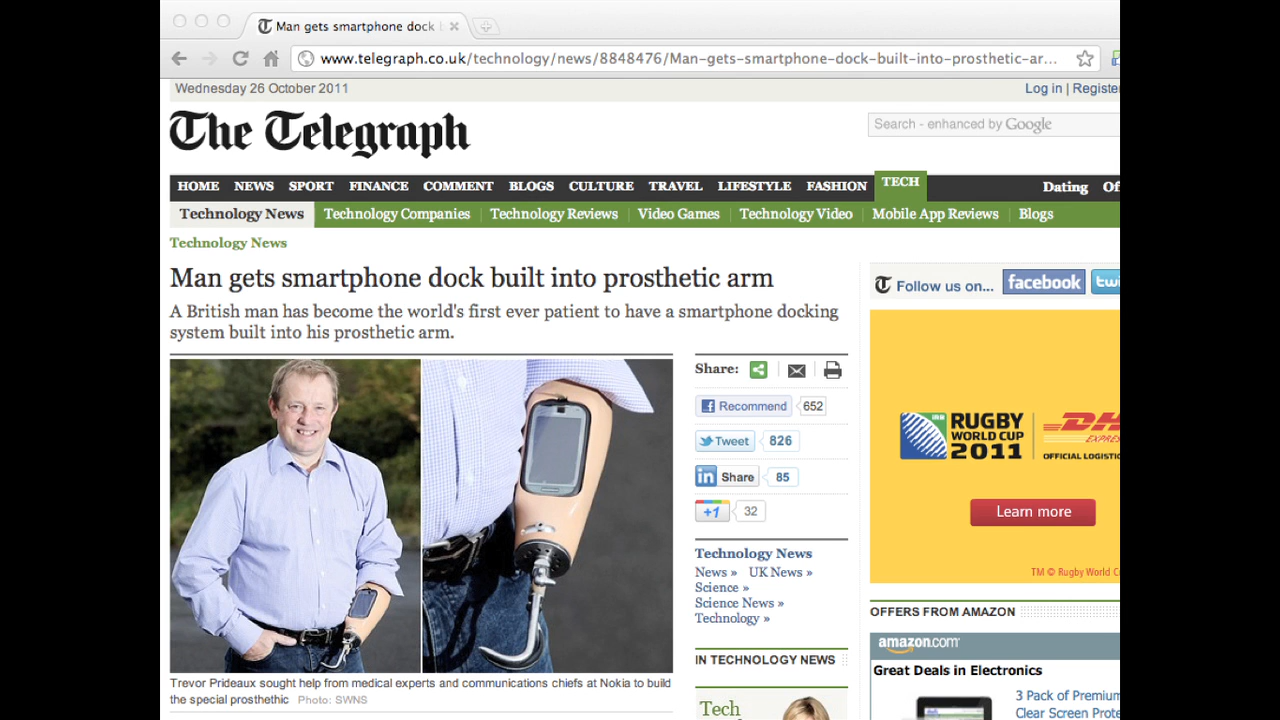 Man gets smartphone dock
www.telegraph.co.uk/technology/news/8848476/Man-gets-smartphone-dock-built-into-prosthetic-ar...
Wednesday 26 October 2011
Log in | Register
The Telegraph
Search - enhanced by Google
HOME NEWS SPORT FINANCE COMMENT BLOGS CULTURE TRAVEL LIFESTYLE FASHION TECH Dating
Technology News Technology Companies Technology Reviews Video Games Technology Video Mobile App Reviews Blogs
Technology News
Man gets smartphone dock built into prosthetic arm
A British man has become the world's first ever patient to have a smartphone docking
system built into his prosthetic arm.
Trevor Prideaux sought help from medical experts and communications chiefs at Nokia to build
the special prosthethic Photo: SWNS
Share:
Recommend 652
Tweet 826
in Share 85
+1 32
Technology News
News » UK News »
Science »
Science News »
Technology »
IN TECHNOLOGY NEWS
Tech
Follow us on... facebook twi
RUGBY
WORLD CUP
2011
DHL
EXPRESS
OFFICIAL LOGISTIC
Learn more
TM © Rugby World C
OFFERS FROM AMAZON
amazon.com
Great Deals in Electronics
3 Pack of Premium
Clear Screen Prote